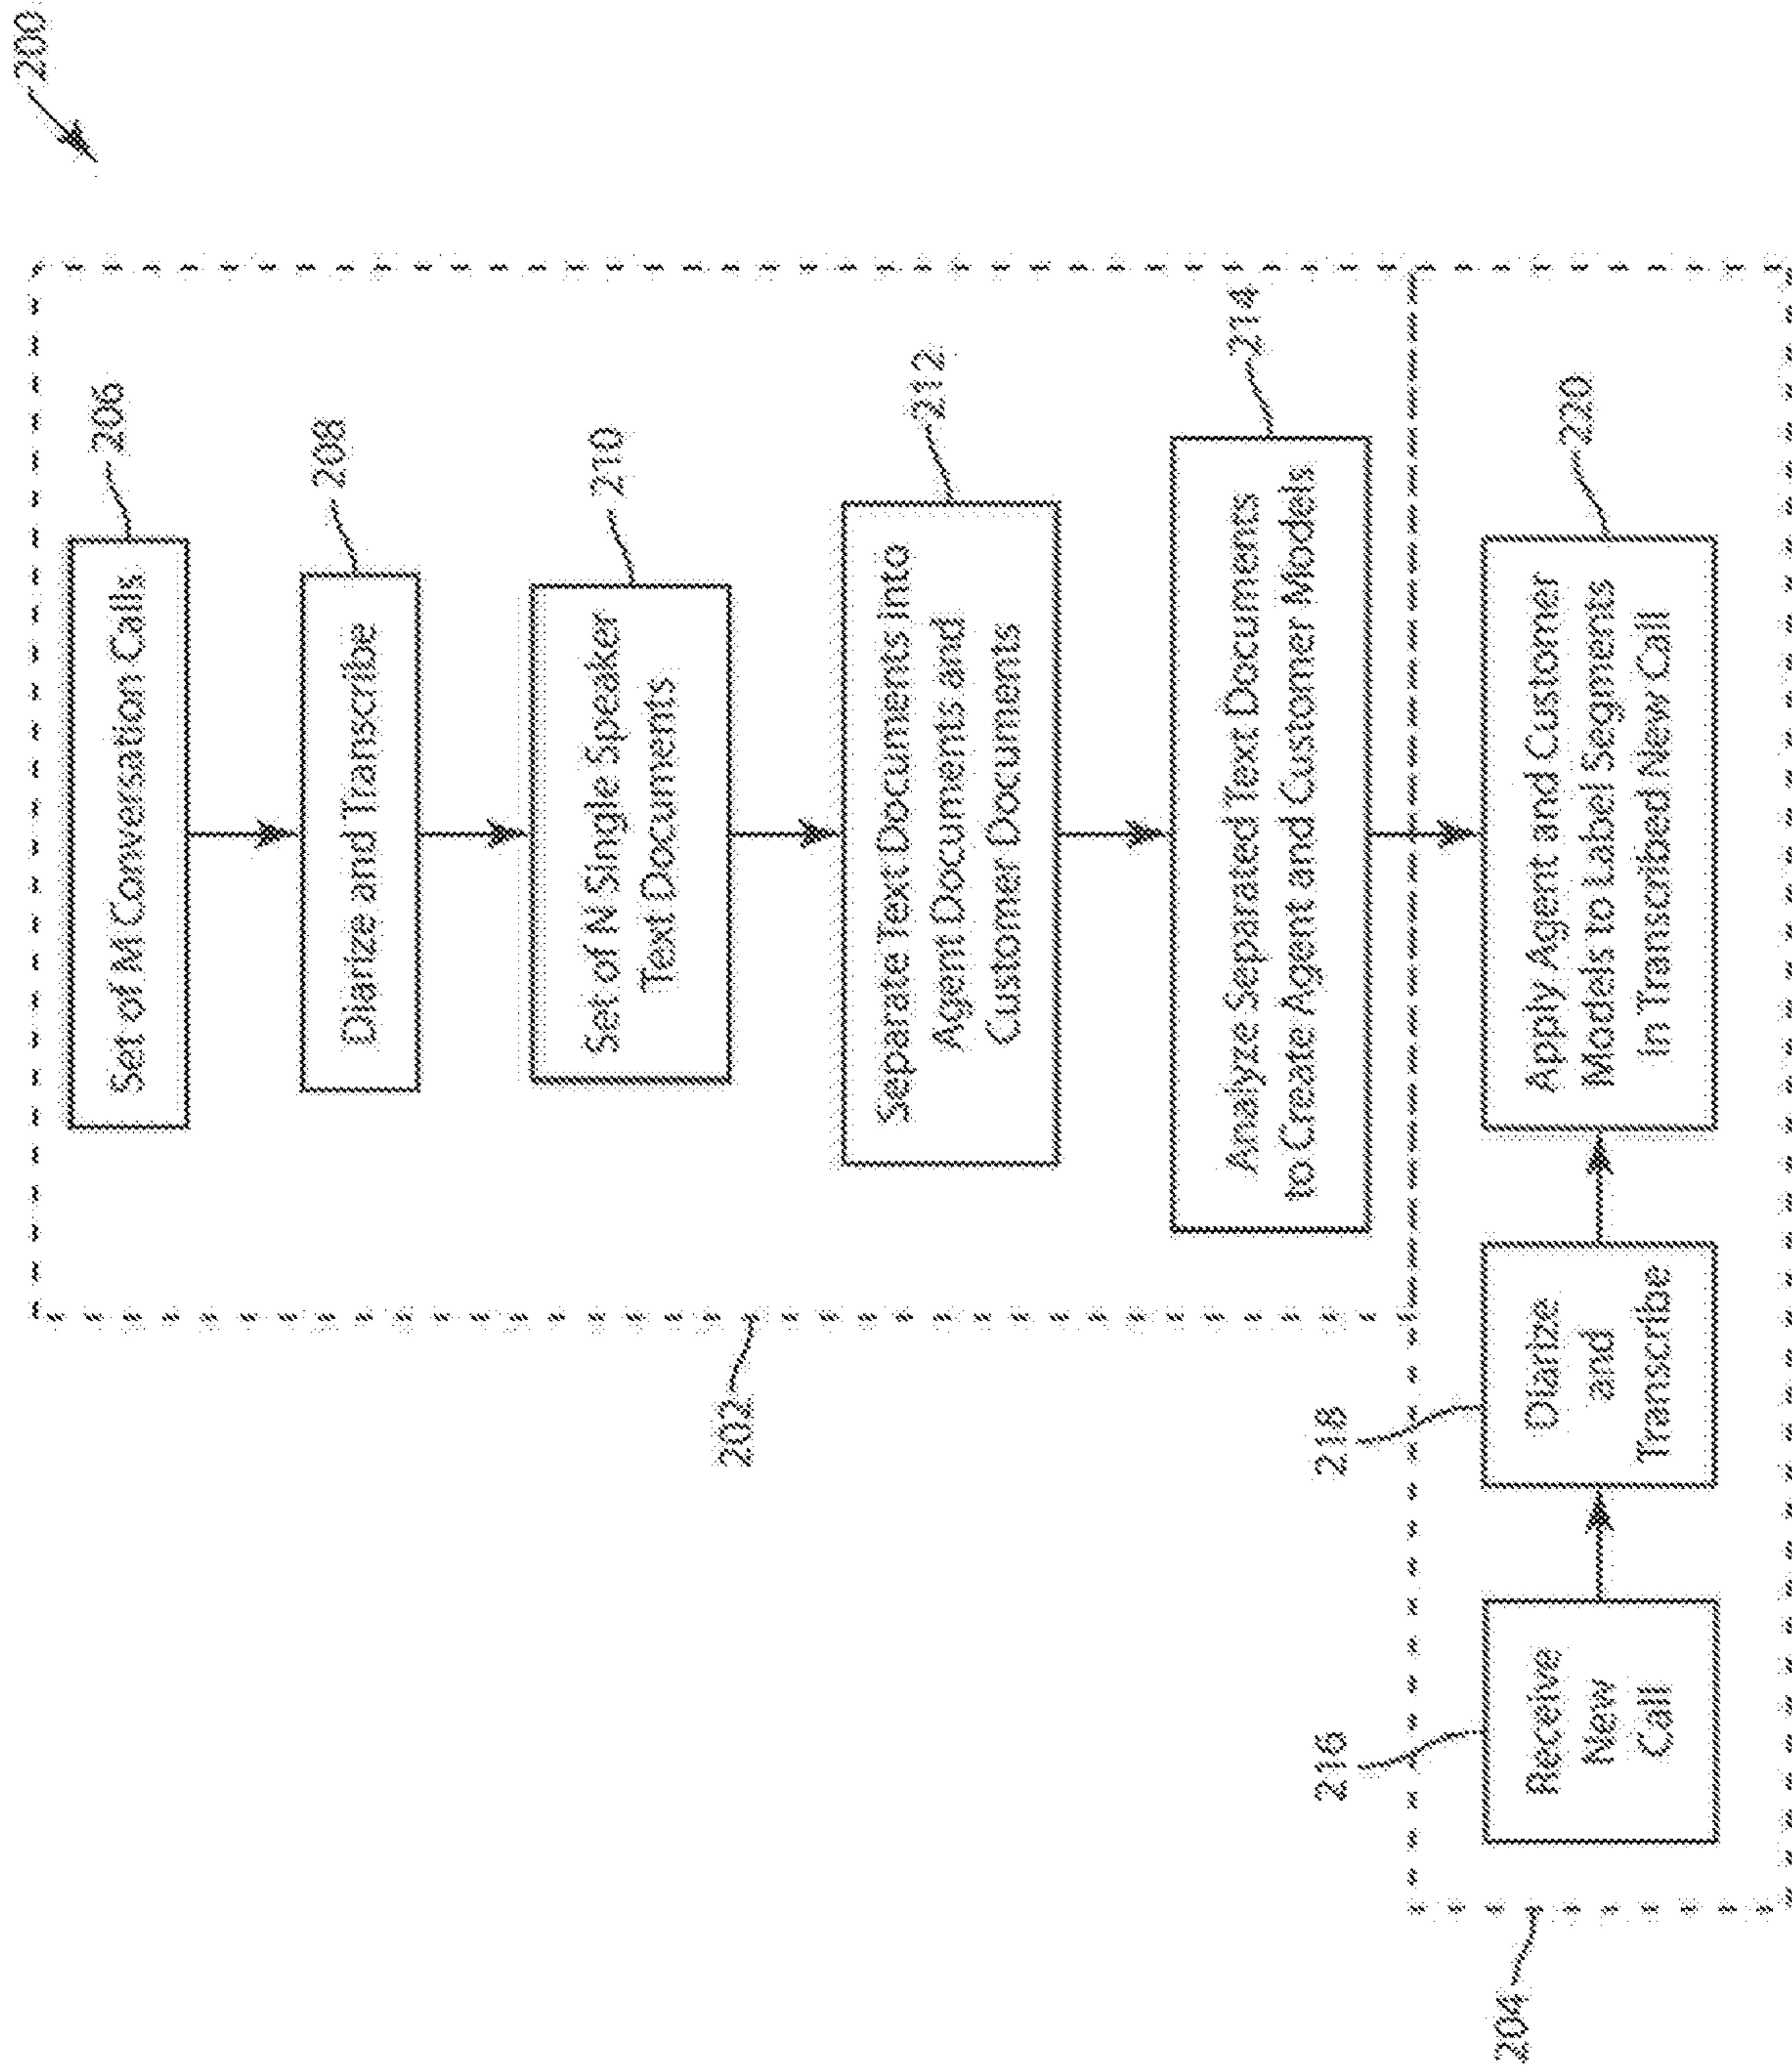 200
206
Set of M Conversation Calls
208
Diarize and Transcribe
210
Set of N Single Speaker
Text Documents
212
Separate Text Documents into
Agent Documents and
Customer Documents
202
214
Analyze Separated Text Documents
to Create Agent and Customer Models
204
216
Receive
New
Call
218
Diarize
and
Transcribe
220
Apply Agent and Customer
Models to Label Segments
in Transcribed New Call